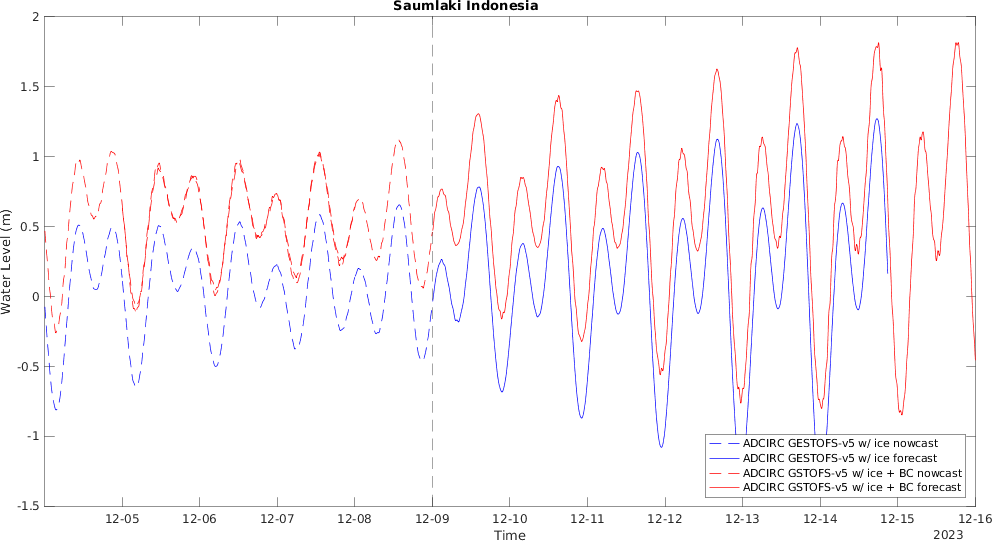 Saumlaki Indonesia
2
1.5
1
0.5
0
-0.5
-1
-1.5
Water Level (m)
12-05 12-06 12-07 12-08 12-09 12-10 12-11 12-12 12-13 12-14 12-15 12-16
Time
2023
ADCIRC GESTOFS-v5 w/ ice nowcast
ADCIRC GESTOFS-v5 w/ ice forecast
ADCIRC GSTOFS-v5 w/ ice + BC nowcast
ADCIRC GSTOFS-v5 w/ ice + BC forecast